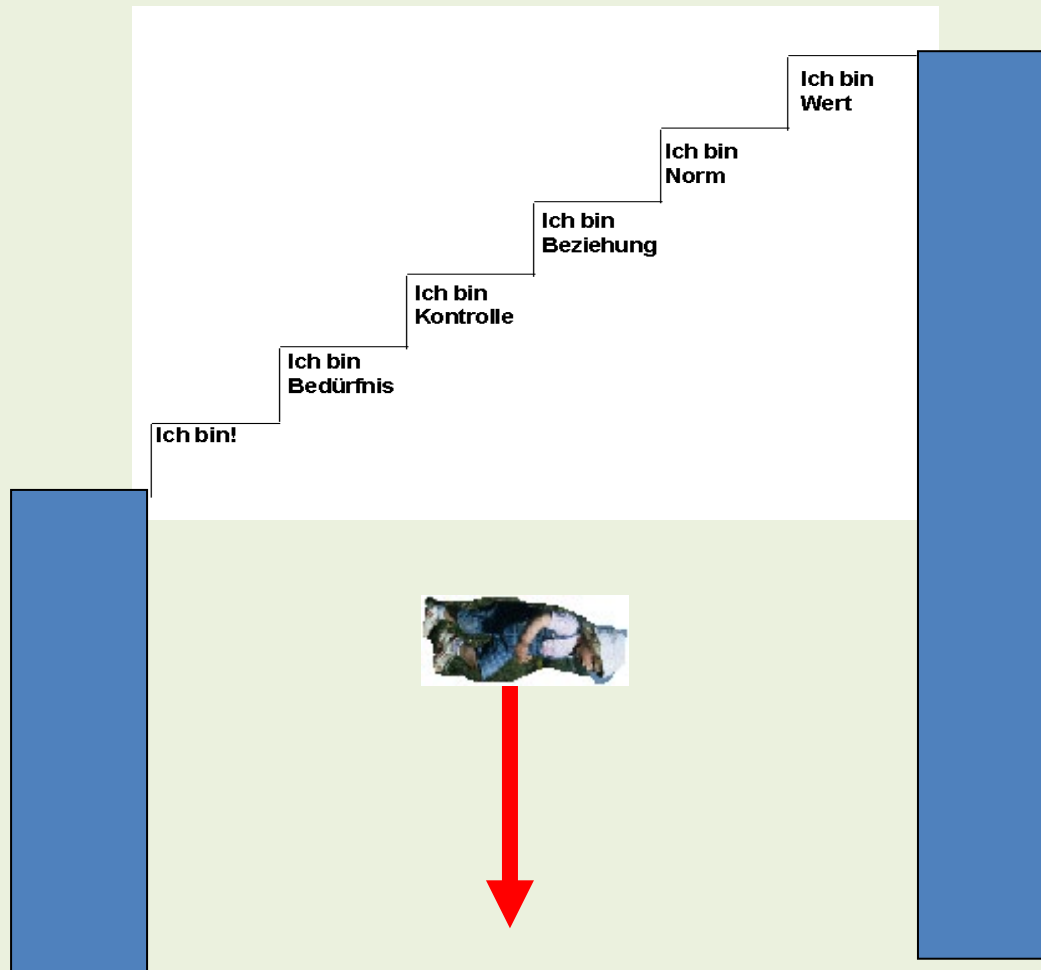 Ich bin
Wert
Ich bin
Norm
Ich bin
Beziehung
Ich bin
Kontrolle
Ich bin
Bedürfnis
Ich bin!